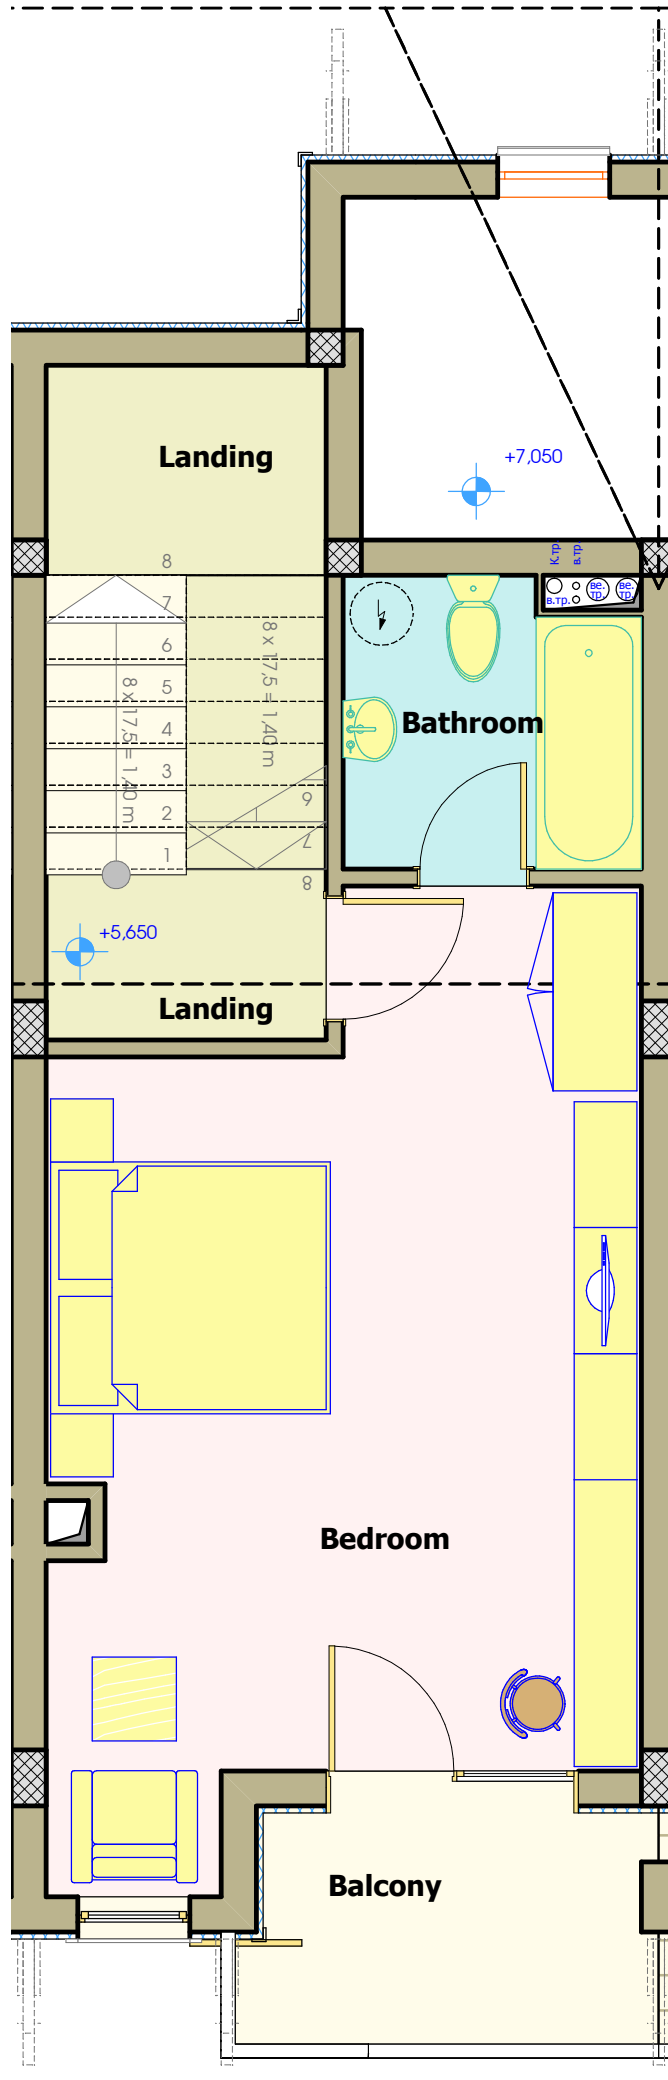 Landing
+7,050
К.тр
в.тр
в.тр.
ве.
тр.
ве.
тр.
8
7
6
5
4
3
2
1
8 x 17,5 = 1,40 m
8 x 17,5 = 1,40 m
6
7
8
Bathroom
+5,650
Landing
Bedroom
Balcony